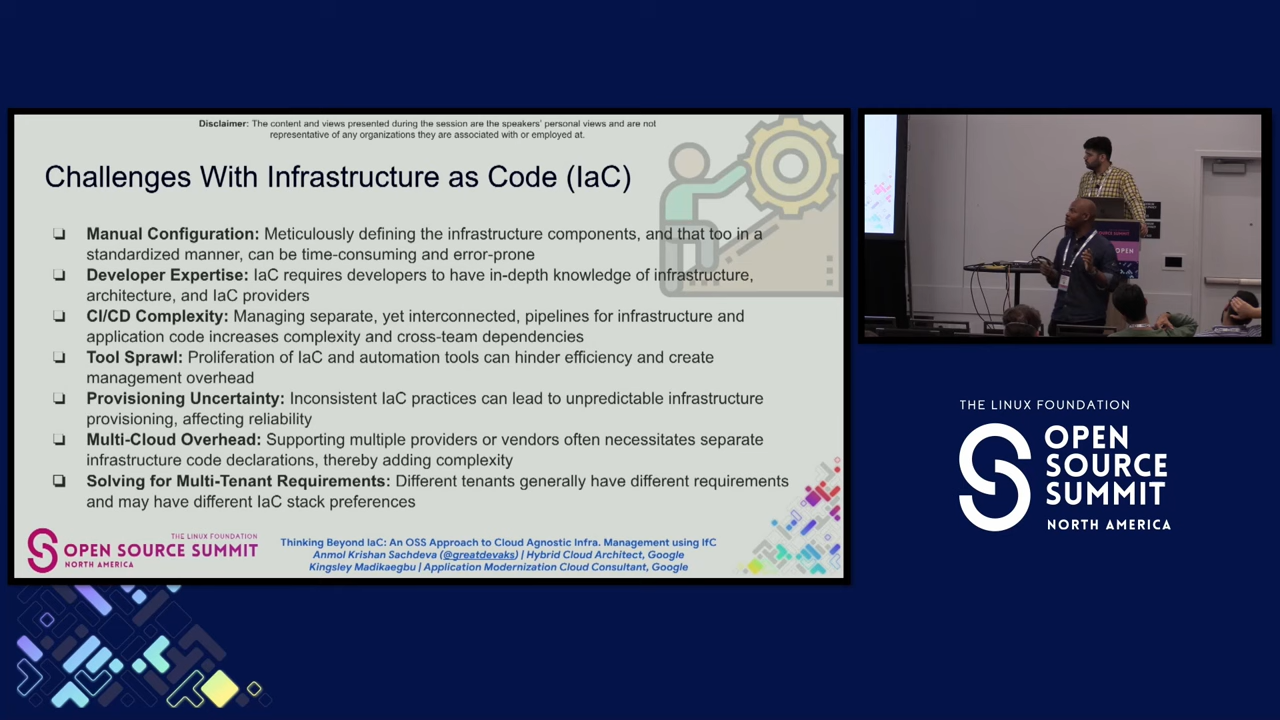 Disclaimer: The content and views presented during the session are the speakers' personal views and are not
representative of any organizations they are associated with or employed at.
Challenges With Infrastructure as Code (IaC)
❏ Manual Configuration: Meticulously defining the infrastructure components, and that too in a
standardized manner, can be time-consuming and error-prone
❏ Developer Expertise: IaC requires developers to have in-depth knowledge of infrastructure,
architecture, and IaC providers
❏ CI/CD Complexity: Managing separate, yet interconnected, pipelines for infrastructure and
application code increases complexity and cross-team dependencies
❏ Tool Sprawl: Proliferation of IaC and automation tools can hinder efficiency and create
management overhead
❏ Provisioning Uncertainty: Inconsistent IaC practices can lead to unpredictable infrastructure
provisioning, affecting reliability
❏ Multi-Cloud Overhead: Supporting multiple providers or vendors often necessitates separate
infrastructure code declarations, thereby adding complexity
❏ Solving for Multi-Tenant Requirements: Different tenants generally have different requirements
and may have different IaC stack preferences
THE LINUX FOUNDATION
OPEN SOURCE SUMMIT
NORTH AMERICA
Thinking Beyond IaC: An OSS Approach to Cloud Agnostic Infra. Management using IfC
Anmol Krishan Sachdeva (@greatdevaks) | Hybrid Cloud Architect, Google
Kingsley Madikaegbu | Application Modernization Cloud Consultant, Google
OPEN
THE LINUX FOUNDATION
OPEN
SOURCE
SUMMIT
NORTH AMERICA